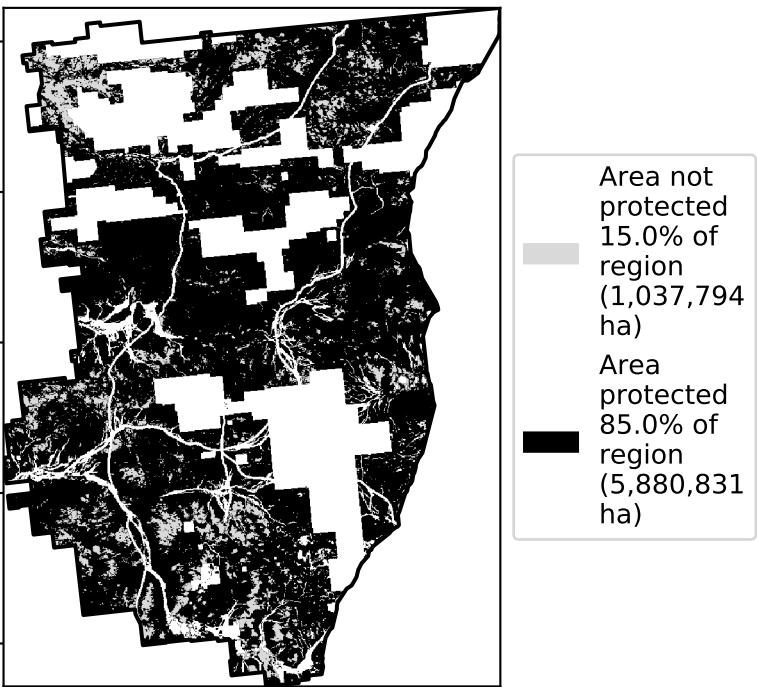 Area not
protected
15.0% of
region
(1,037,794
ha)
Area
protected
85.0% of
region
(5,880,831
ha)